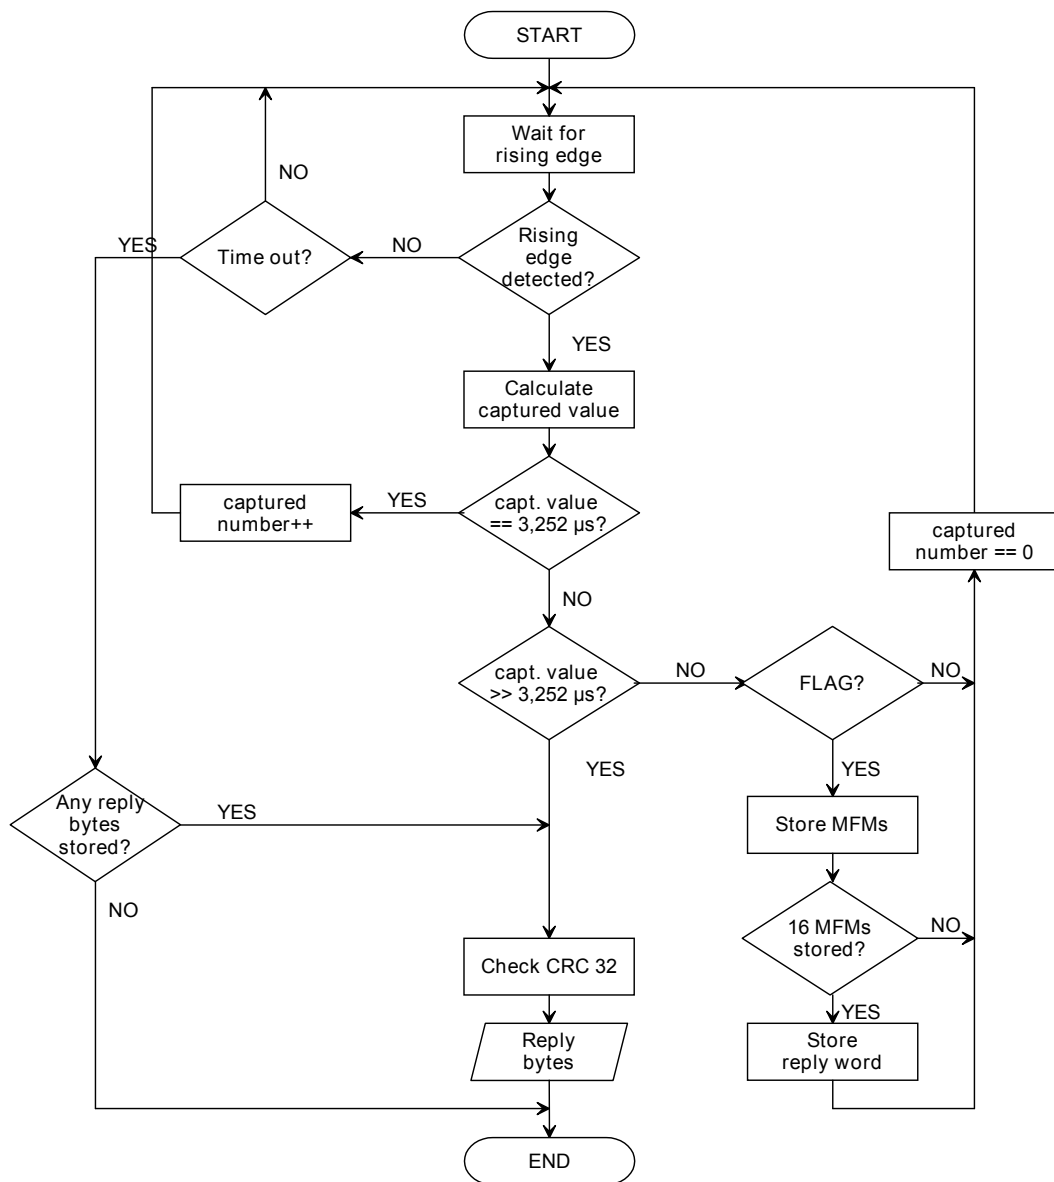 START
Wait for
rising edge
NO
YES
Time out?
NO
Rising
edge
detected?
YES
Calculate
captured value
captured
number++
YES
capt. value
== 3,252 µs?
captured
number == 0
NO
capt. value
>> 3,252 µs?
NO
FLAG?
NO
YES
YES
Any reply
bytes
stored?
YES
Store MFMs
NO
16 MFMs
stored?
NO
Check CRC 32
YES
Reply
bytes
Store
reply word
END